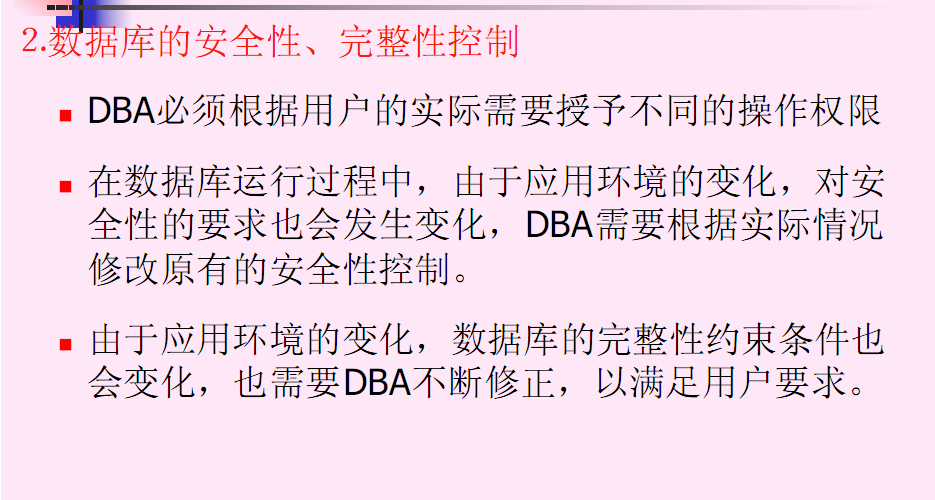 2.数据库的安全性、完整性控制
DBA必须根据用户的实际需要授予不同的操作权限
在数据库运行过程中，由于应用环境的变化，对安
全性的要求也会发生变化，DBA需要根据实际情况
修改原有的安全性控制。
由于应用环境的变化，数据库的完整性约束条件也
会变化，也需要DBA不断修正，以满足用户要求。